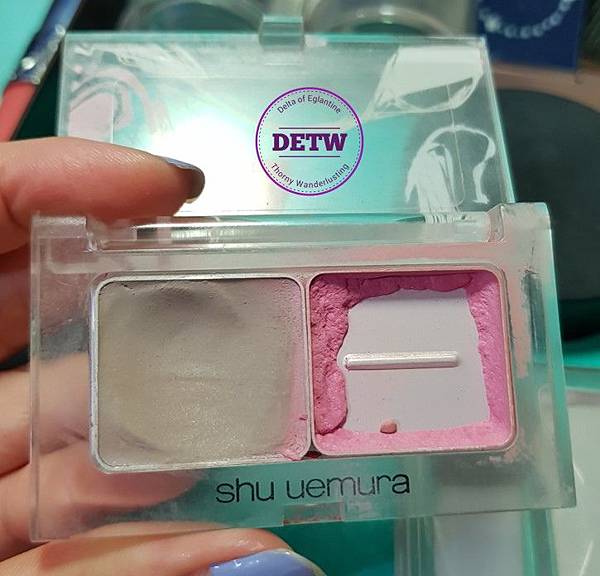 Delta of Eglantine
DETW
Thorny Wanderlusting
shu uemura